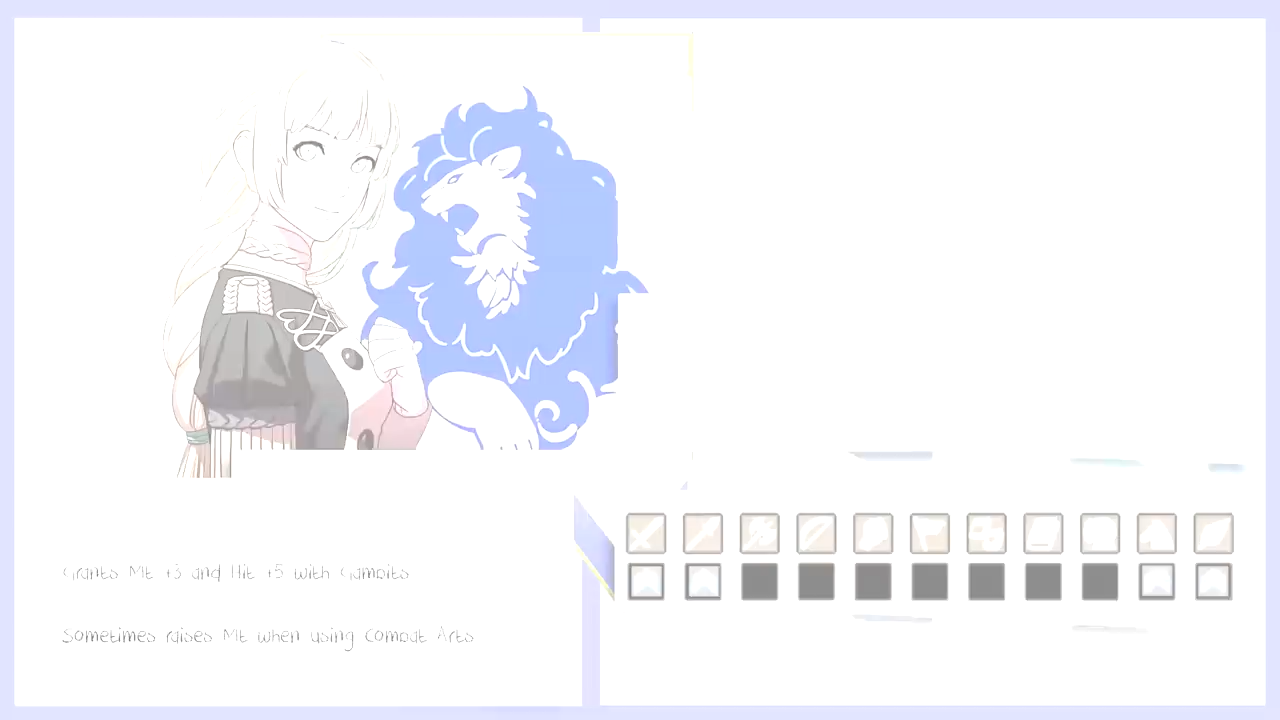 Grants Mt +3 and Hit +5 with Gambits
Sometimes raises Mt when using Combat Arts